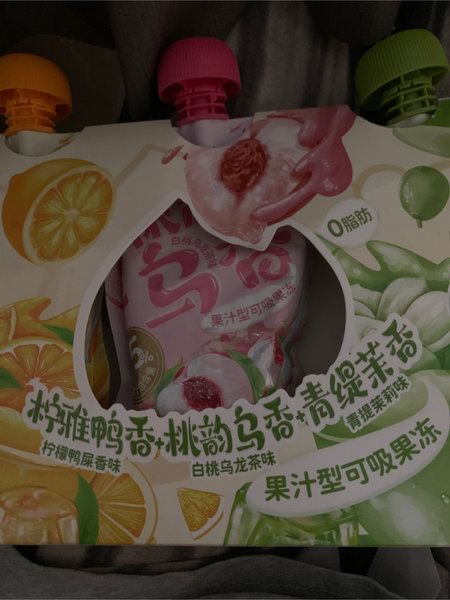 0脂肪
白桃乌龙茶味
乌
果汁型可吸果冻
柠雅鸭香+桃韵乌香+青缇茉香
柠檬鸭屎香味
白桃乌龙茶味
青提茉莉味
果汁型可吸果冻